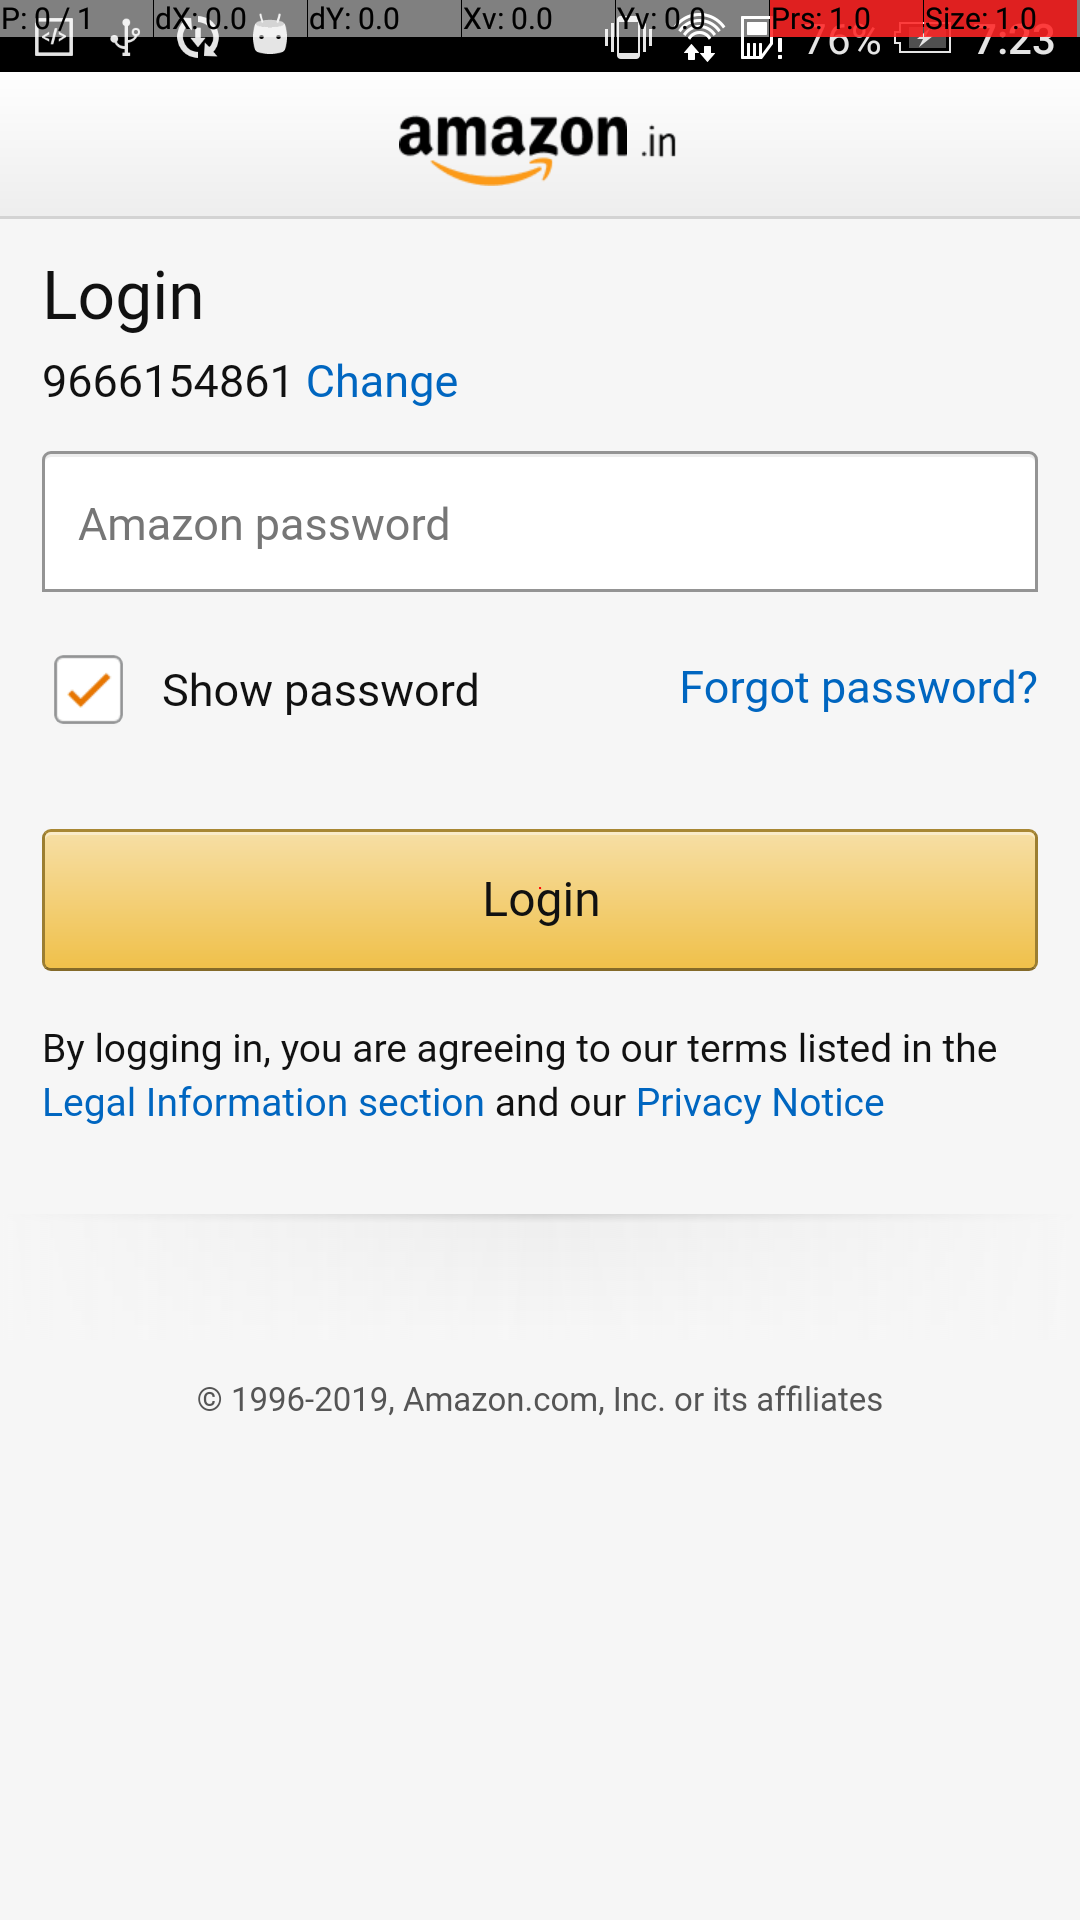 P: 0 / 1 dX: 0.0 dY: 0.0 Xv: 0.0 Yv: 0.0 Prs: 1.0 Size: 1.0
76% 7:23
amazon.in
Login
9666154861 Change
Amazon password
Show password Forgot password?
Login
By logging in, you are agreeing to our terms listed in the
Legal Information section and our Privacy Notice
© 1996-2019, Amazon.com, Inc. or its affiliates